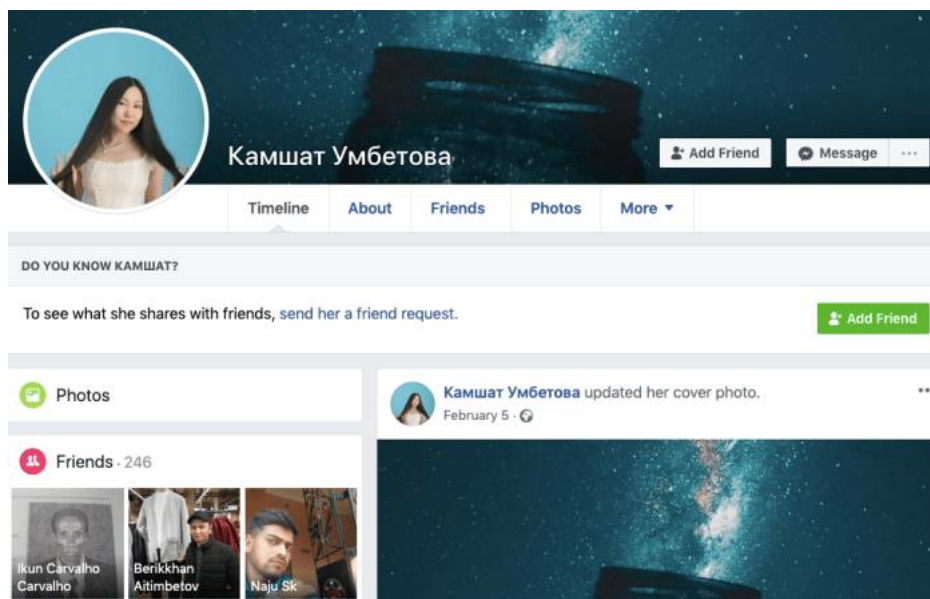 Камшат Умбетова
Add Friend
Message
Timeline
About
Friends
Photos
More
DO YOU KNOW КАМШАТ?
To see what she shares with friends, send her a friend request.
Add Friend
Photos
Friends · 246
Ikun Carvalho
Carvalho
Berikkhan
Aitimbetov
Naju Sk
Камшат Умбетова updated her cover photo.
February 5 ·